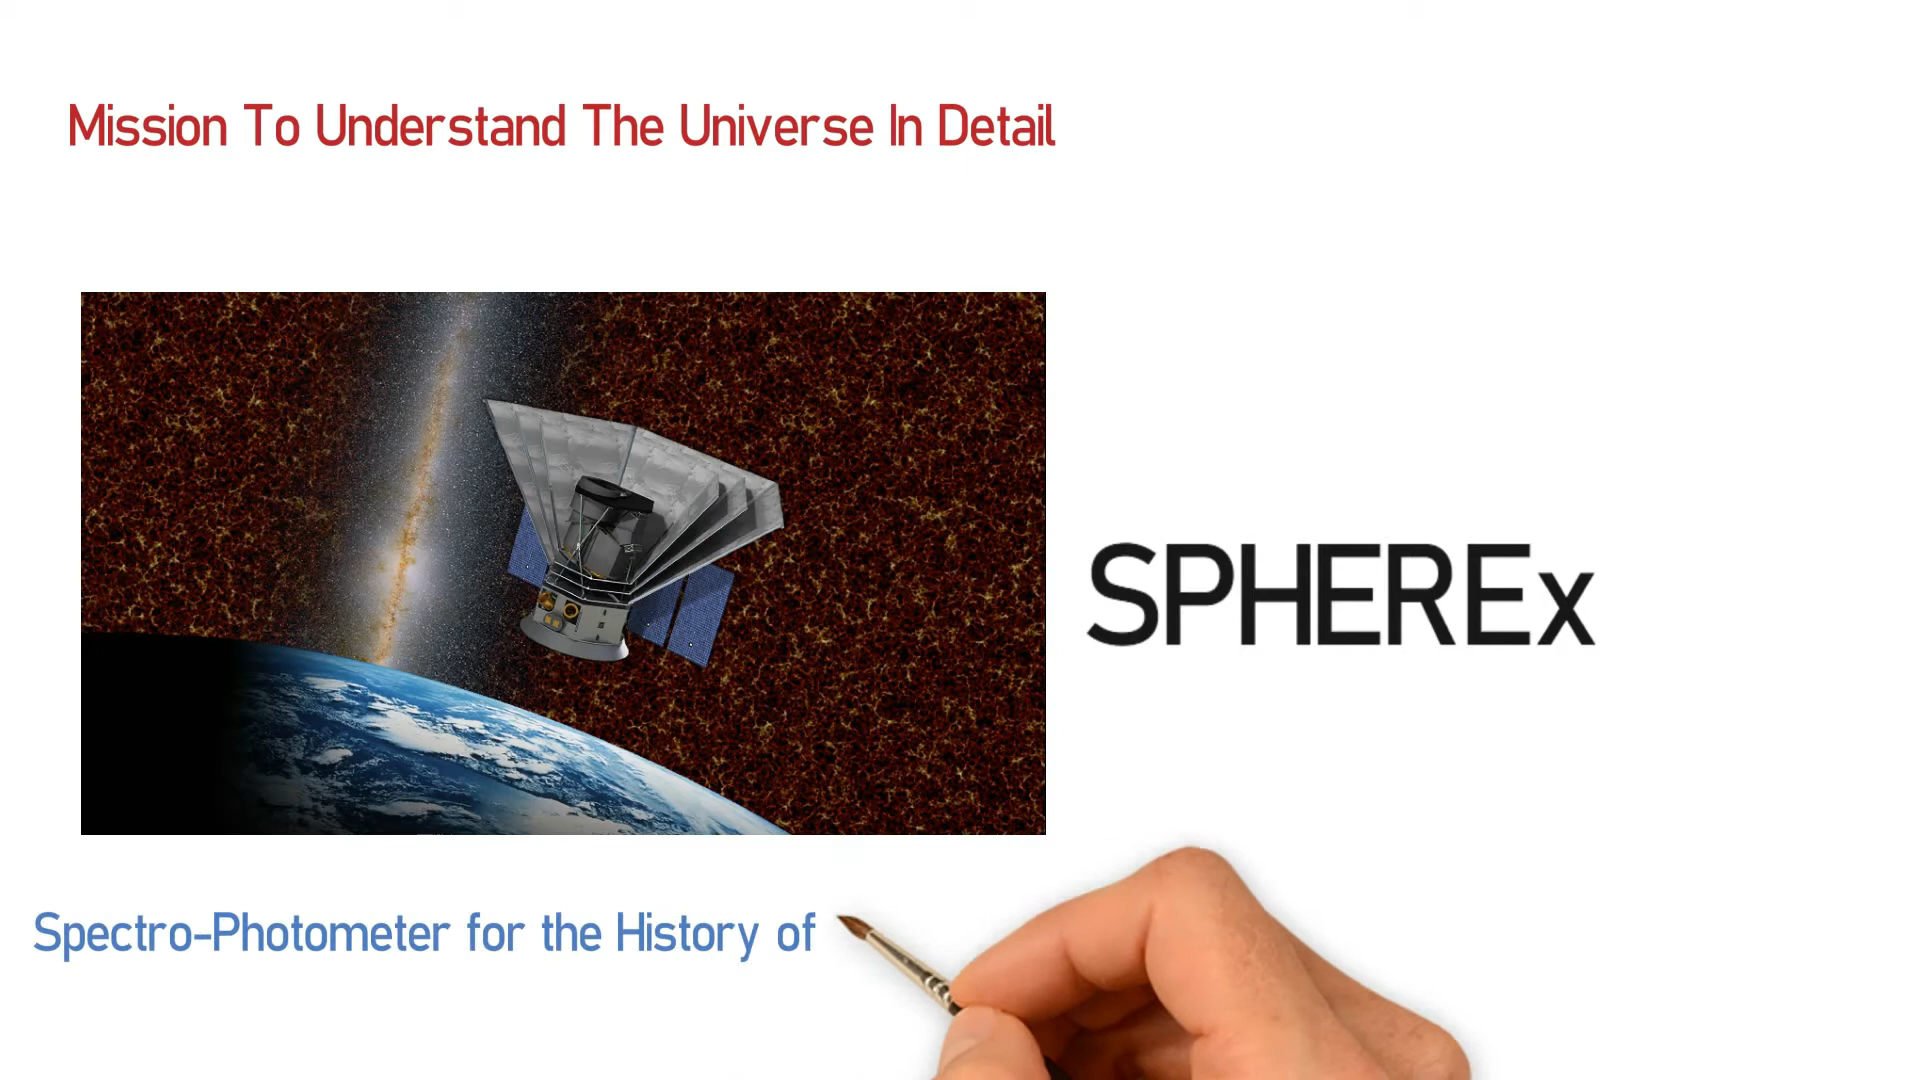 Mission To Understand The Universe In Detail
SPHEREx
Spectro-Photometer for the History of